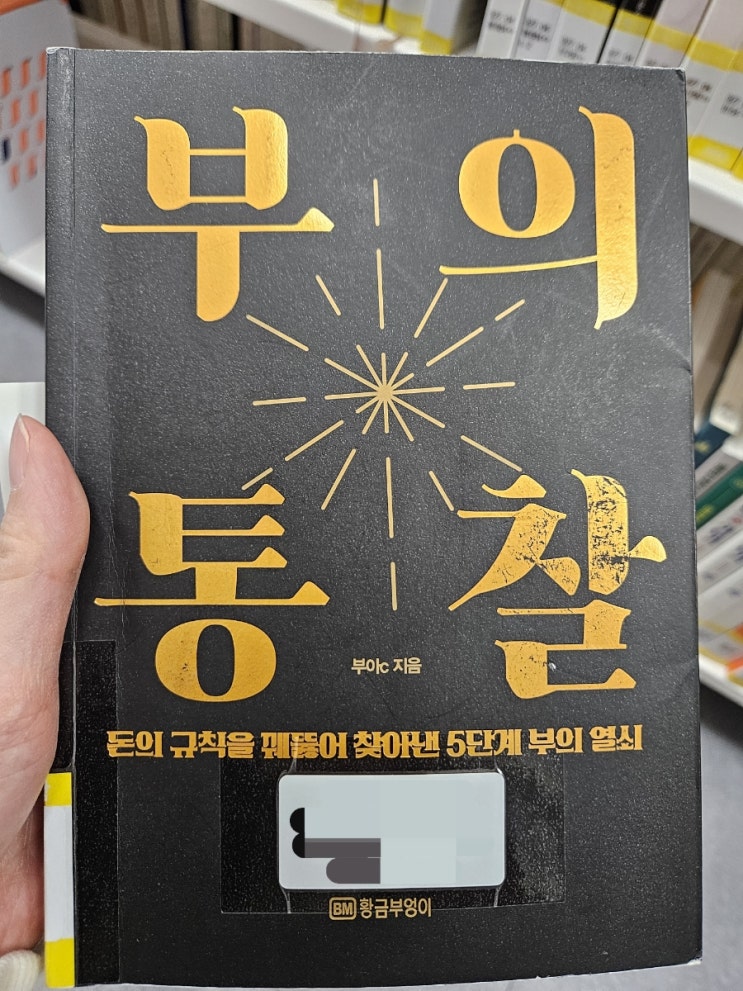 부의
통찰
부아c 지음
돈의 규칙을 꿰뚫어 찾아낸 5단계 부의 열쇠
BM 황금부엉이